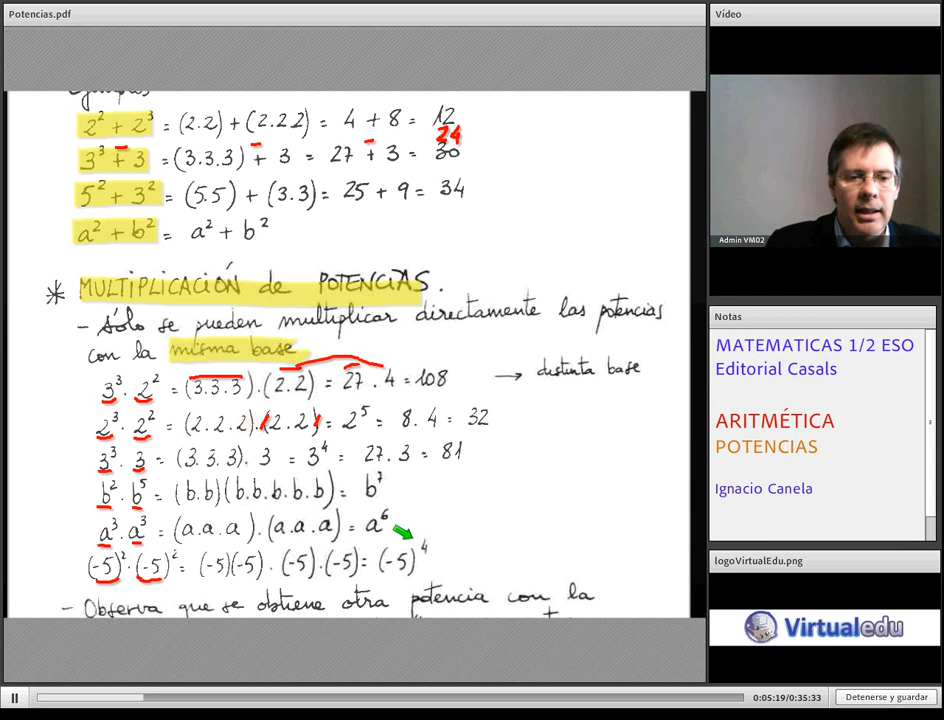 Potencias.pdf
Ejemplos
2² + 2³ = (2.2) + (2.2.2) = 4 + 8 = 12
24
3³ + 3 = (3.3.3) + 3 = 27 + 3 = 30
5² + 3² = (5.5) + (3.3) = 25 + 9 = 34
a² + b² = a² + b²
* MULTIPLICACIÓN de POTENCIAS.
- Sólo se pueden multiplicar directamente las potencias
con la misma base
3³ . 2² = (3.3.3) . (2.2) = 27 . 4 = 108 → distinta base
2³ . 2² = (2.2.2) . (2.2) = 2⁵ = 8 . 4 = 32
3³ . 3 = (3.3.3) . 3 = 3⁴ = 27 . 3 = 81
b² . b⁵ = (b.b)(b.b.b.b.b) = b⁷
a³ . a³ = (a.a.a) . (a.a.a) = a⁶
(-5)² . (-5)² = (-5)(-5) . (-5).(-5) = (-5)⁴
- Observa que se obtiene otra potencia con la
Vídeo
Admin VM02
Notas
MATEMATICAS 1/2 ESO
Editorial Casals
ARITMÉTICA
POTENCIAS
Ignacio Canela
logoVirtualEdu.png
Virtualedu
0:05:19/0:35:33
Detenerse y guardar